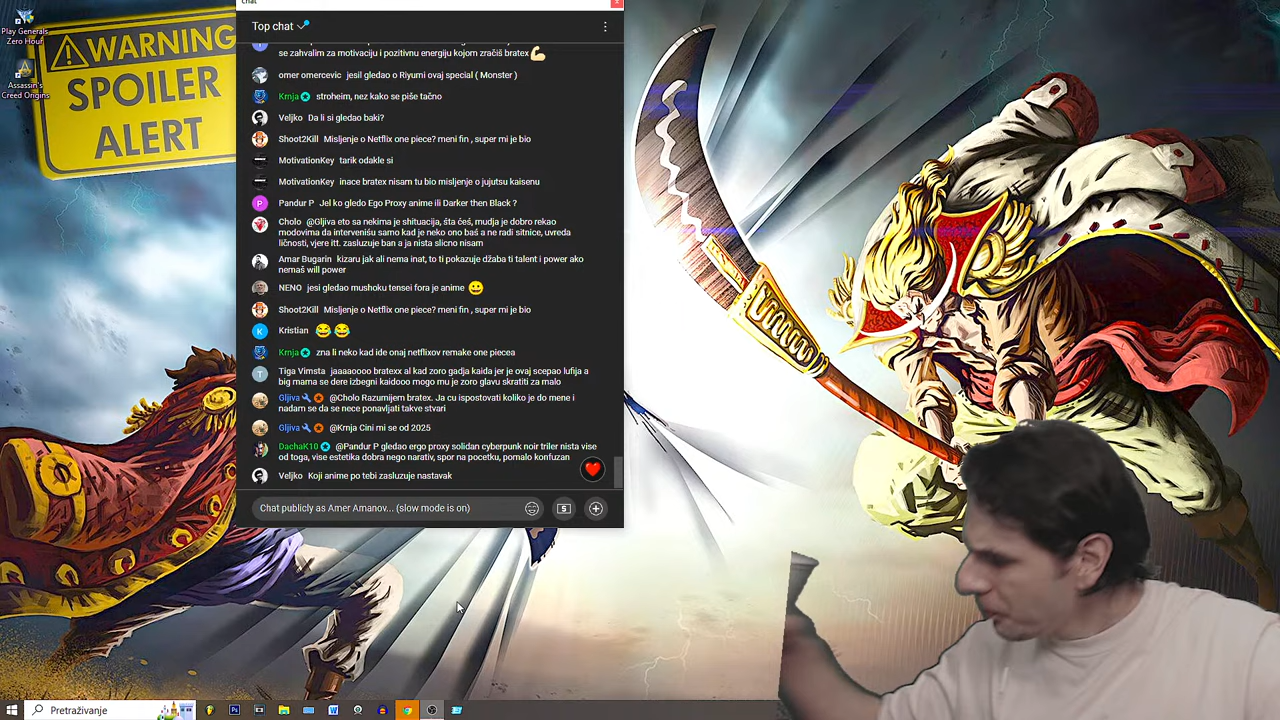 Play Generals
Zero Hour
Assassin's
Creed Origins
WARNING
SPOILER
ALERT
Chat
Top chat
se zahvalim za motivaciju i pozitivnu energiju kojom zračiš bratex
omer omercevic jesil gledao o Riyumi ovaj special ( Monster )
Krnja stroheim, nez kako se piše tačno
Veljko Da li si gledao baki?
Shoot2Kill Misljenje o Netflix one piece? meni fin , super mi je bio
MotivationKey tarik odakle si
MotivationKey inace bratex nisam tu bio misljenje o jujutsu kaisenu
P Pandur P Jel ko gledo Ego Proxy anime ili Darker then Black ?
Cholo @Gljiva eto sa nekima je shituacija, šta ćeš, mudja je dobro rekao
modovima da intervenišu samo kad je neko ono baš a ne radi sitnice, uvreda
ličnosti, vjere itt. zasluzuje ban a ja nista slicno nisam
Amar Bugarin kizaru jak ali nema inat, to ti pokazuje džaba ti talent i power ako
nemaš will power
NENO jesi gledao mushoku tensei fora je anime
Shoot2Kill Misljenje o Netflix one piece? meni fin , super mi je bio
K Kristian
Krnja zna li neko kad ide onaj netflixov remake one piecea
T Tiga Vimsta jaaaaoooo bratexx al kad zoro gadja kaida jer je ovaj scepao lufija a
big mama se dere izbegni kaidooo mogo mu je zoro glavu skratiti za malo
Gljiva @Cholo Razumijem bratex. Ja cu ispostovati koliko je do mene i
nadam se da se nece ponavljati takve stvari
Gljiva @Krnja Cini mi se od 2025
DachaK10 @Pandur P gledao ergo proxy solidan cyberpunk noir triler nista vise
od toga, vise estetika dobra nego narativ, spor na pocetku, pomalo konfuzan
Veljko Koji anime po tebi zasluzuje nastavak
Chat publicly as Amer Amanov... (slow mode is on)
Pretraživanje